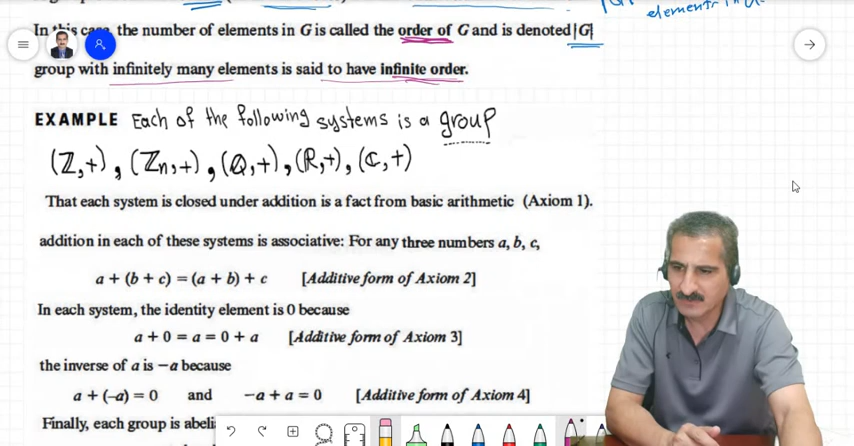 elements in
In this case, the number of elements in G is called the order of G and is denoted |G|
group with infinitely many elements is said to have infinite order.
EXAMPLE Each of the following systems is a group
(ℤ,+), (ℤn,+), (ℚ,+), (ℝ,+), (ℂ,+)
That each system is closed under addition is a fact from basic arithmetic (Axiom 1).
addition in each of these systems is associative: For any three numbers a, b, c,
a + (b + c) = (a + b) + c [Additive form of Axiom 2]
In each system, the identity element is 0 because
a + 0 = a = 0 + a [Additive form of Axiom 3]
the inverse of a is −a because
a + (−a) = 0 and −a + a = 0 [Additive form of Axiom 4]
Finally, each group is